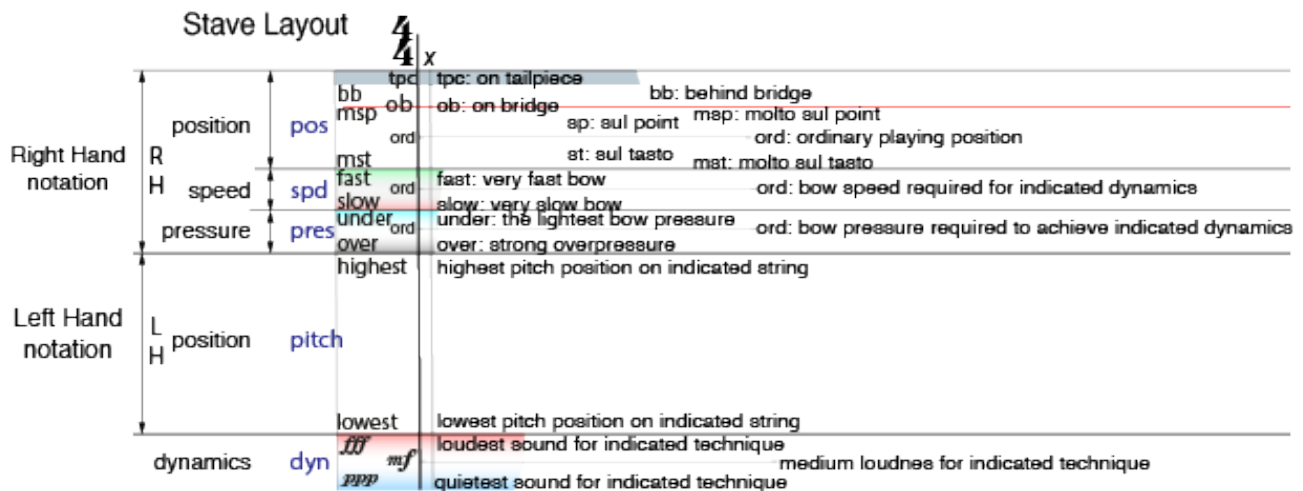 Stave Layout
4
4
x
tpc tpc: on tailpiece
bb bb: behind bridge
ob ob: on bridge
msp sp: sul point msp: molto sul point
position pos ord ord: ordinary playing position
Right Hand
notation
R
H
mst st: sul tasto mst: molto sul tasto
fast fast: very fast bow
speed spd ord ord: bow speed required for indicated dynamics
slow slow: very slow bow
under under: the lightest bow pressure
pressure pres ord ord: bow pressure required to achieve indicated dynamics
over over: strong overpressure
highest highest pitch position on indicated string
Left Hand
notation
L
H
position pitch
lowest lowest pitch position on indicated string
fff loudest sound for indicated technique
dynamics dyn mf medium loudnes for indicated technique
ppp quietest sound for indicated technique